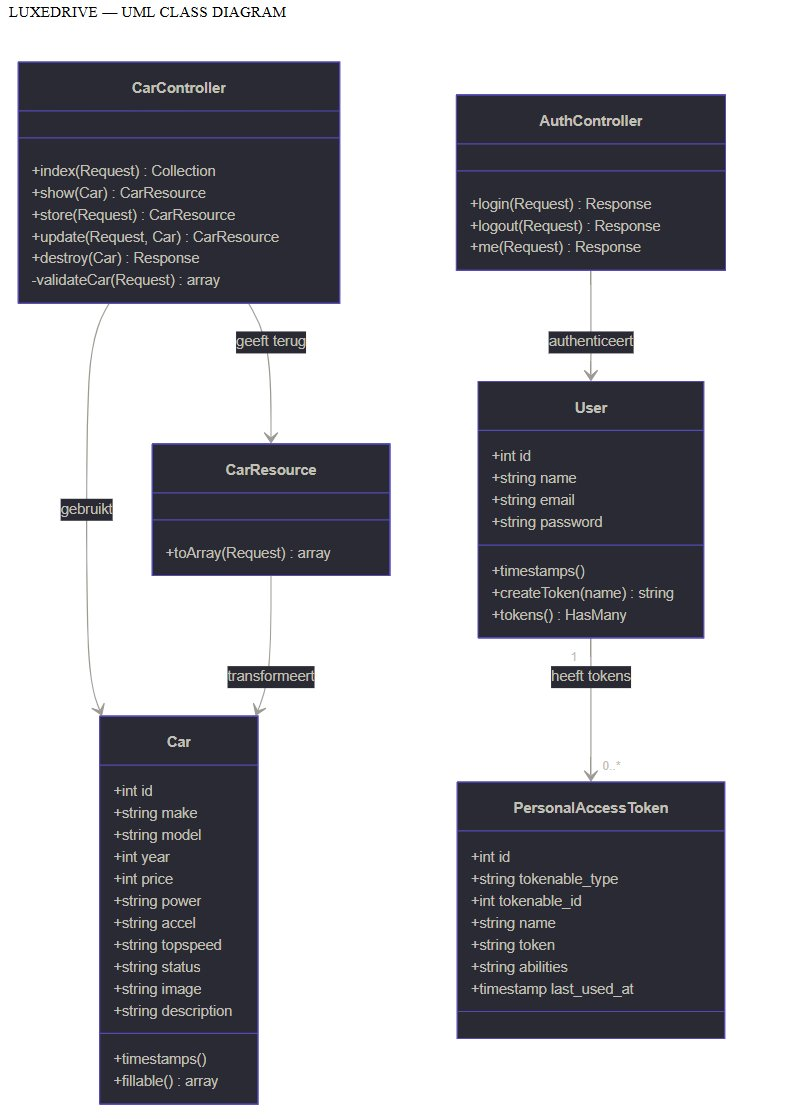 LUXEDRIVE — UML CLASS DIAGRAM
CarController
+index(Request) : Collection
+show(Car) : CarResource
+store(Request) : CarResource
+update(Request, Car) : CarResource
+destroy(Car) : Response
-validateCar(Request) : array
AuthController
+login(Request) : Response
+logout(Request) : Response
+me(Request) : Response
geeft terug
authenticeert
gebruikt
CarResource
+toArray(Request) : array
transformeert
User
+int id
+string name
+string email
+string password
+timestamps()
+createToken(name) : string
+tokens() : HasMany
1
heeft tokens
0..*
Car
+int id
+string make
+string model
+int year
+int price
+string power
+string accel
+string topspeed
+string status
+string image
+string description
+timestamps()
+fillable() : array
PersonalAccessToken
+int id
+string tokenable_type
+int tokenable_id
+string name
+string token
+string abilities
+timestamp last_used_at